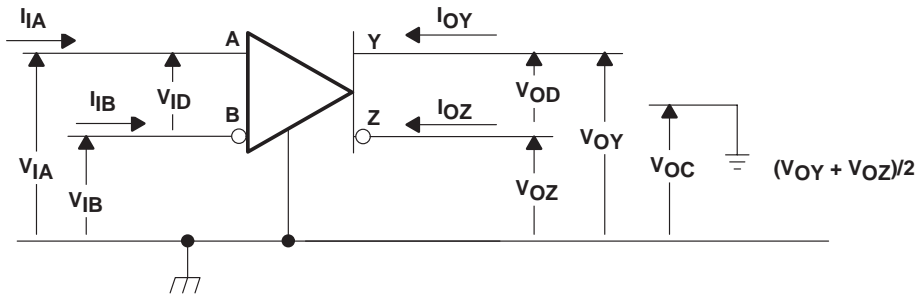 IIA
A
IOY
Y
VID
VOD
IIB
B
IOZ
Z
VOY
VIA
VOC
(VOY + VOZ)/2
VIB
VOZ